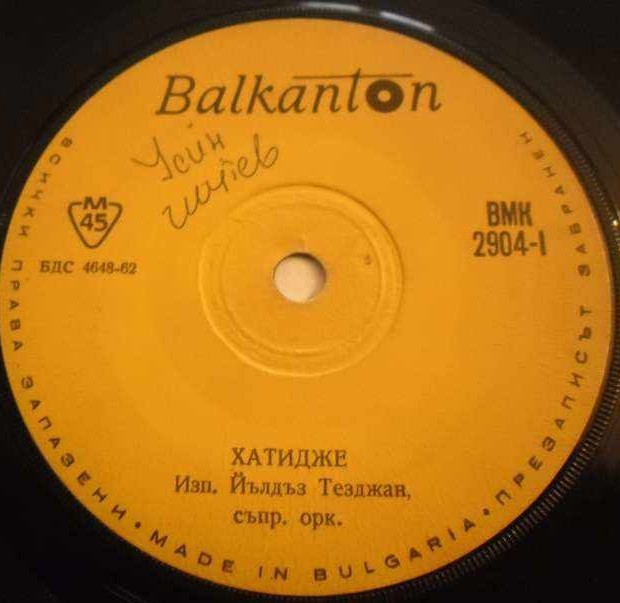 Balkanton
Усин
M
45
БДС 4648-62
ВМК
2904-I
ХАТИДЖЕ
Изп. Йълдъз Тезджан,
съпр. орк.
ВСИЧКИ ПРАВА ЗАПАЗЕНИ • MADE IN BULGARIA • ПРЕЗАПИСЪТ ЗАБРАНЕН